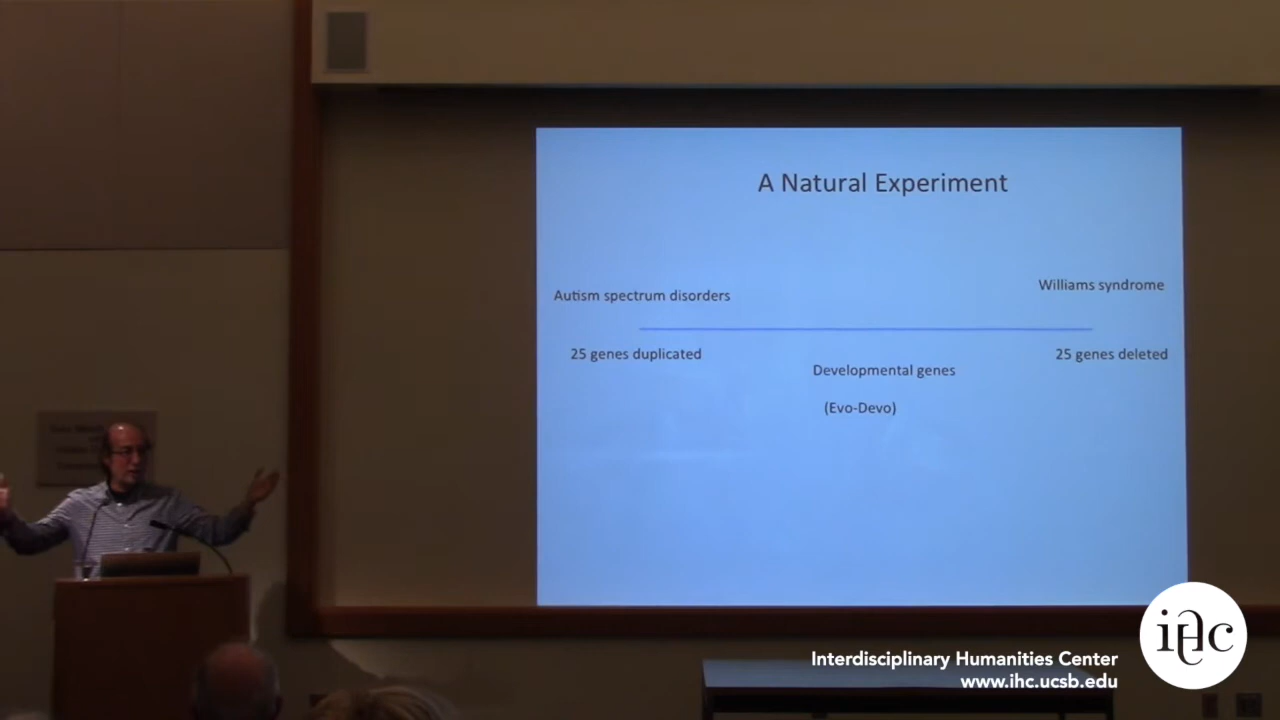 A Natural Experiment
Autism spectrum disorders
Williams syndrome
25 genes duplicated
25 genes deleted
Developmental genes
(Evo-Devo)
ihc
Interdisciplinary Humanities Center
www.ihc.ucsb.edu